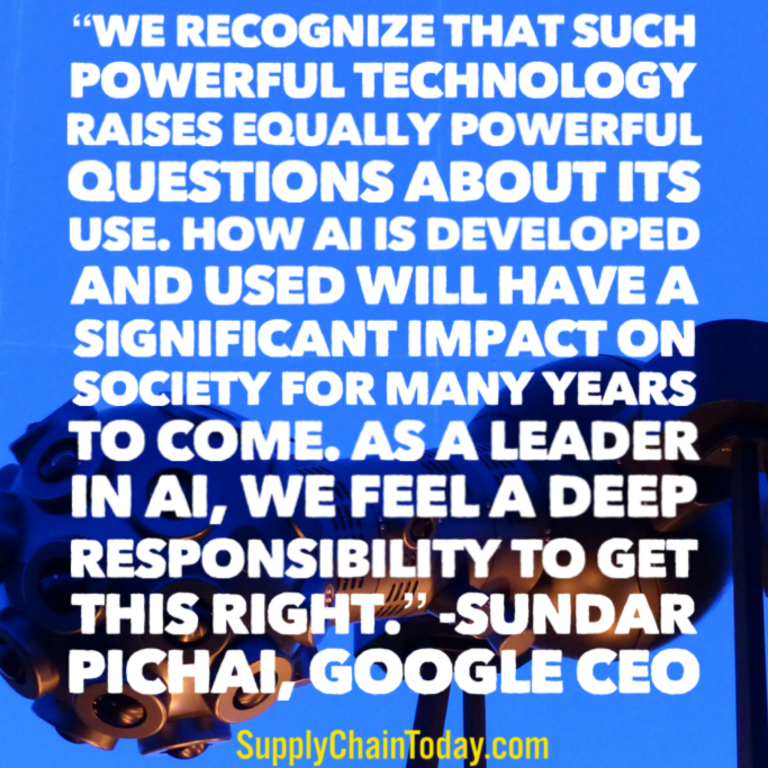 “WE RECOGNIZE THAT SUCH
POWERFUL TECHNOLOGY
RAISES EQUALLY POWERFUL
QUESTIONS ABOUT ITS
USE. HOW AI IS DEVELOPED
AND USED WILL HAVE A
SIGNIFICANT IMPACT ON
SOCIETY FOR MANY YEARS
TO COME. AS A LEADER
IN AI, WE FEEL A DEEP
RESPONSIBILITY TO GET
THIS RIGHT.” -SUNDAR
PICHAI, GOOGLE CEO
SupplyChainToday.com